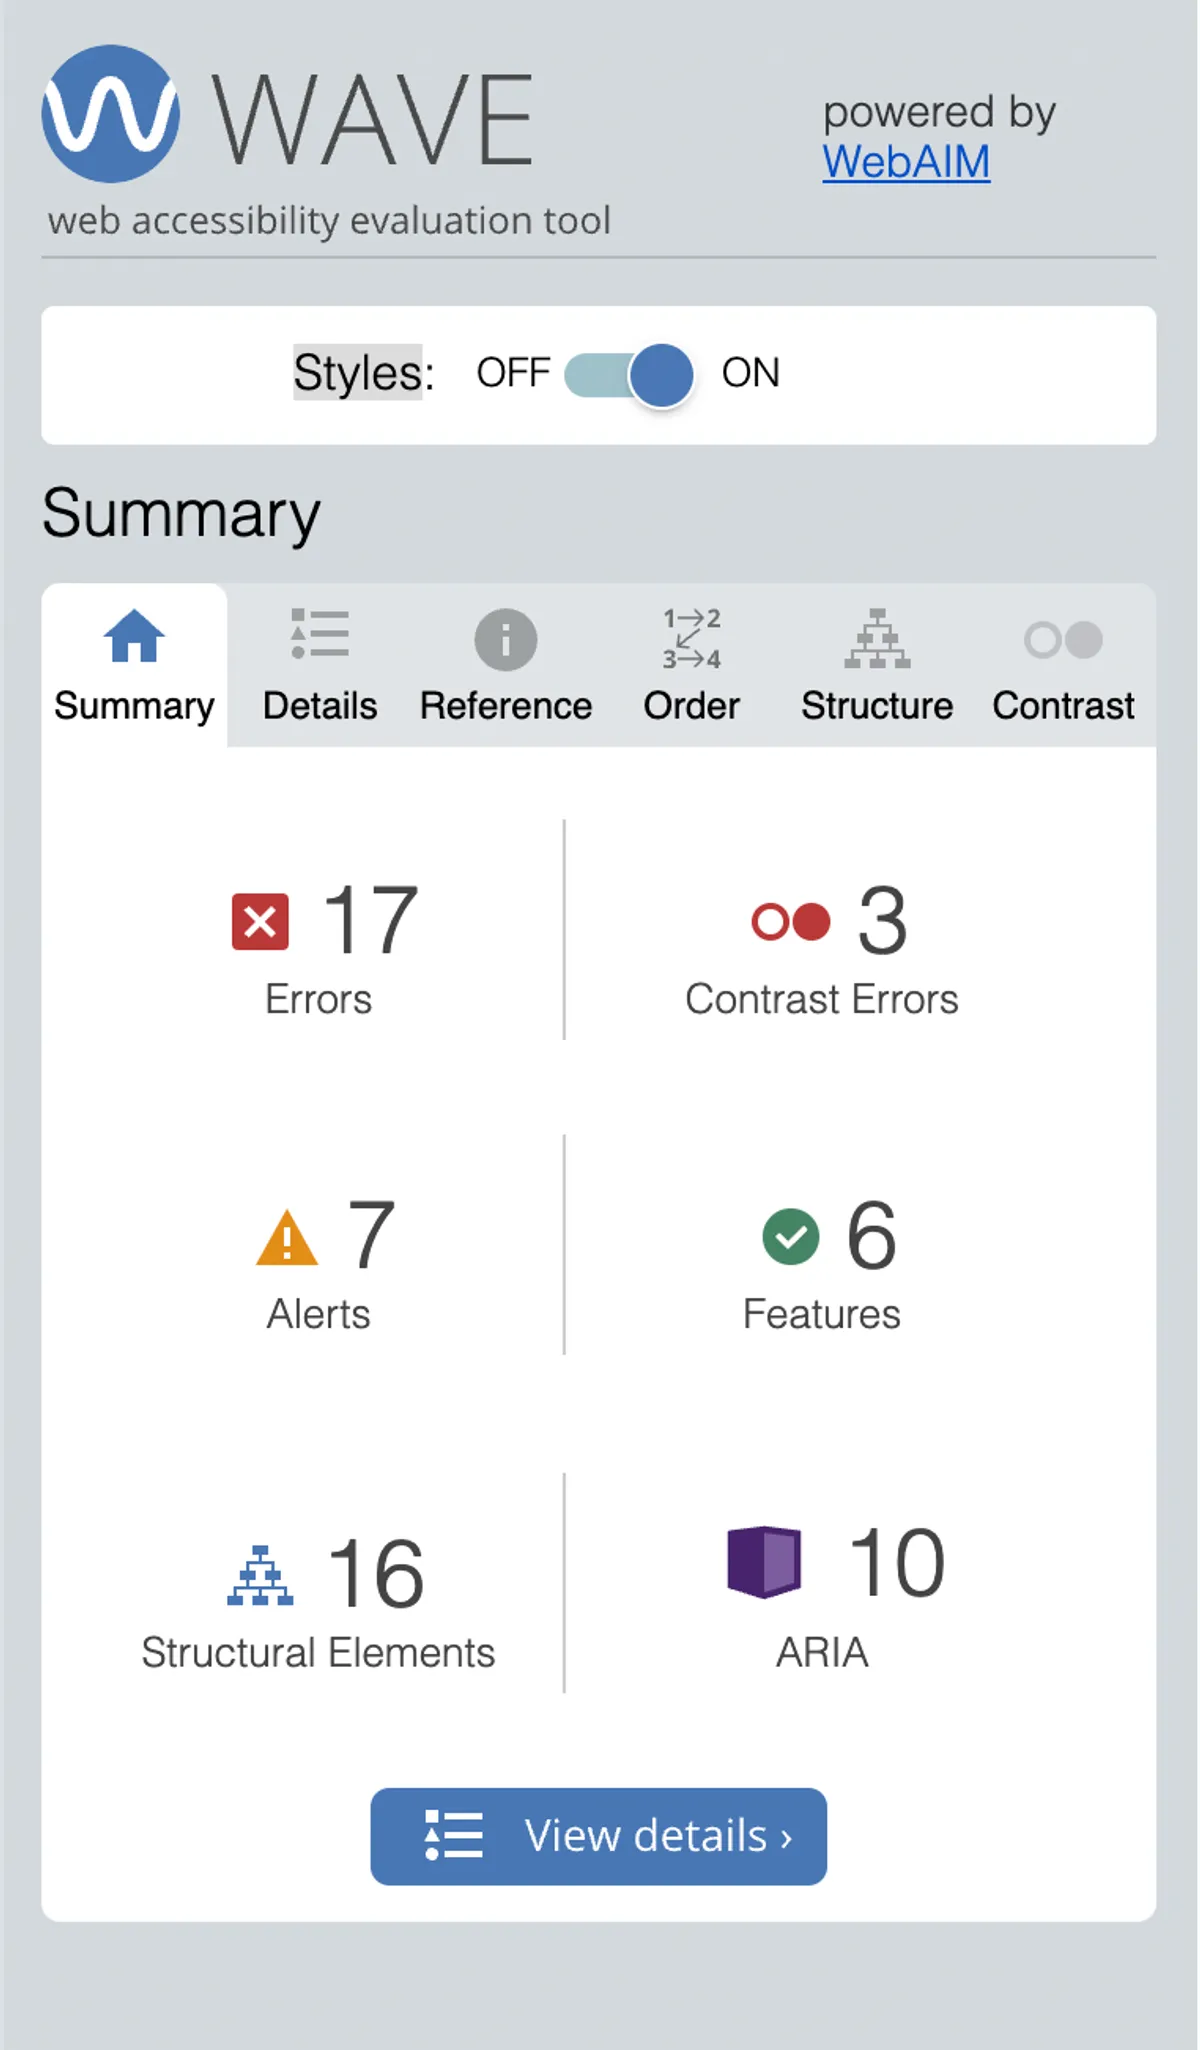 WAVE
powered by
WebAIM
web accessibility evaluation tool
Styles: OFF ON
Summary
1→2
3→4
Summary Details Reference Order Structure Contrast
17 3
Errors Contrast Errors
7 6
Alerts Features
16 10
Structural Elements ARIA
View details ›